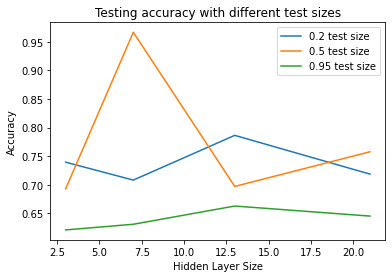 Testing accuracy with different test sizes
0.2 test size
0.5 test size
0.95 test size
Accuracy
0.95
0.90
0.85
0.80
0.75
0.70
0.65
2.5 5.0 7.5 10.0 12.5 15.0 17.5 20.0
Hidden Layer Size